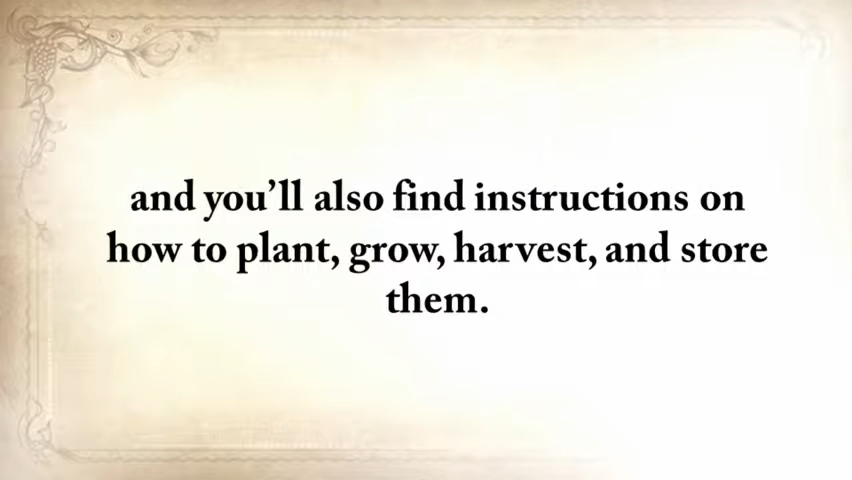 and you’ll also find instructions on
how to plant, grow, harvest, and store
them.